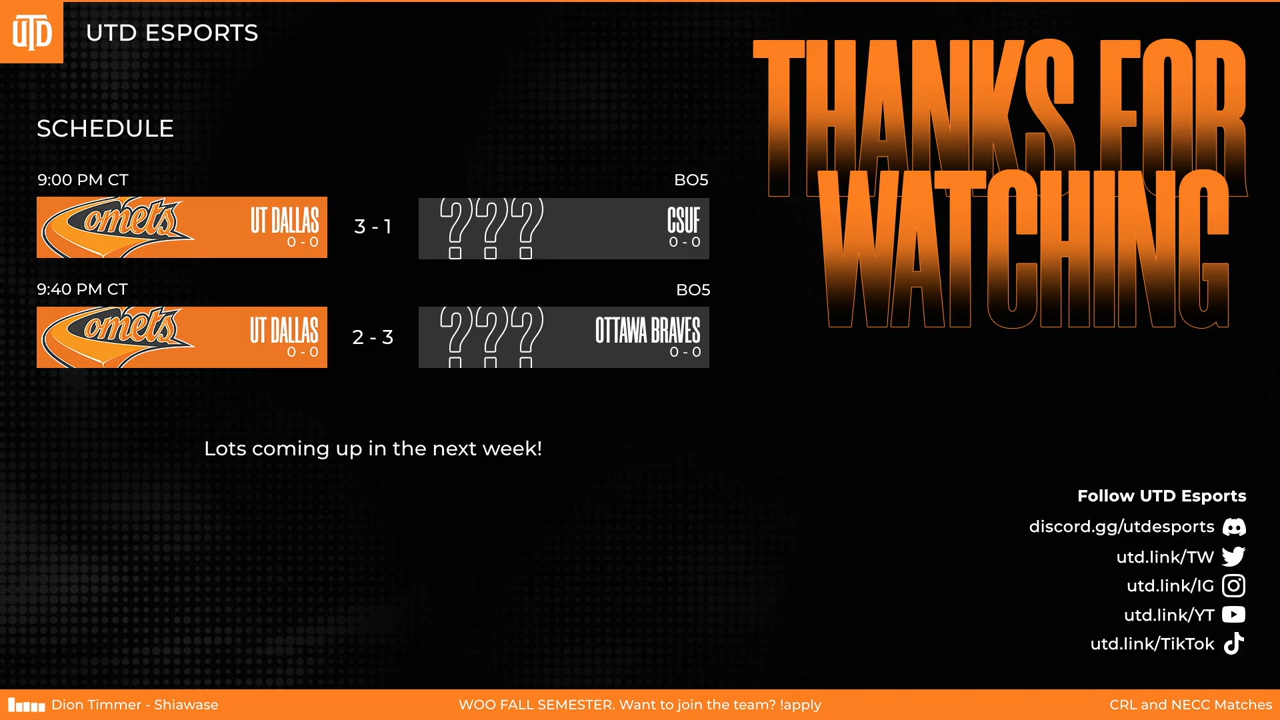 UTD
UTD ESPORTS
THANKS FOR
WATCHING
SCHEDULE
9:00 PM CT
BO5
Comets
UT DALLAS
0 - 0
3 - 1
???
CSUF
0 - 0
9:40 PM CT
BO5
Comets
UT DALLAS
0 - 0
2 - 3
???
OTTAWA BRAVES
0 - 0
Lots coming up in the next week!
Follow UTD Esports
discord.gg/utdesports
utd.link/TW
utd.link/IG
utd.link/YT
utd.link/TikTok
Dion Timmer - Shiawase
WOO FALL SEMESTER. Want to join the team? !apply
CRL and NECC Matches